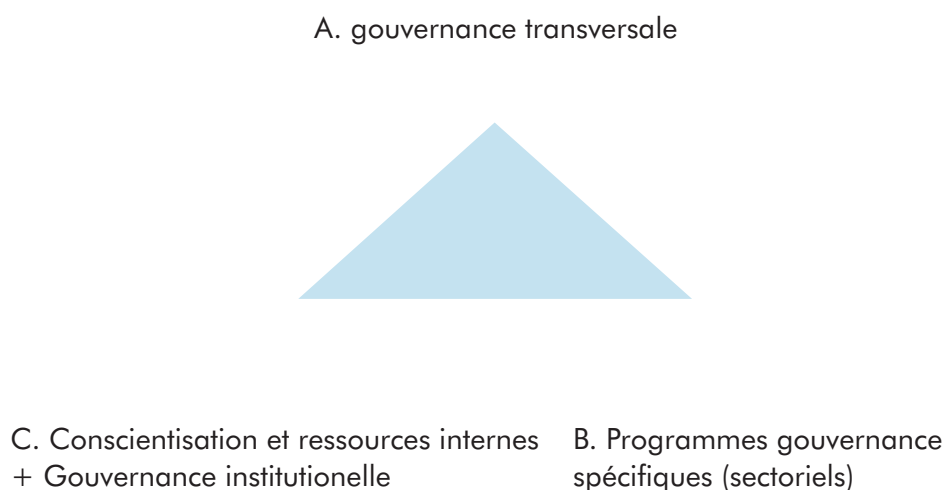 A. gouvernance transversale
C. Conscientisation et ressources internes
+ Gouvernance institutionelle
B. Programmes gouvernance
spécifiques (sectoriels)